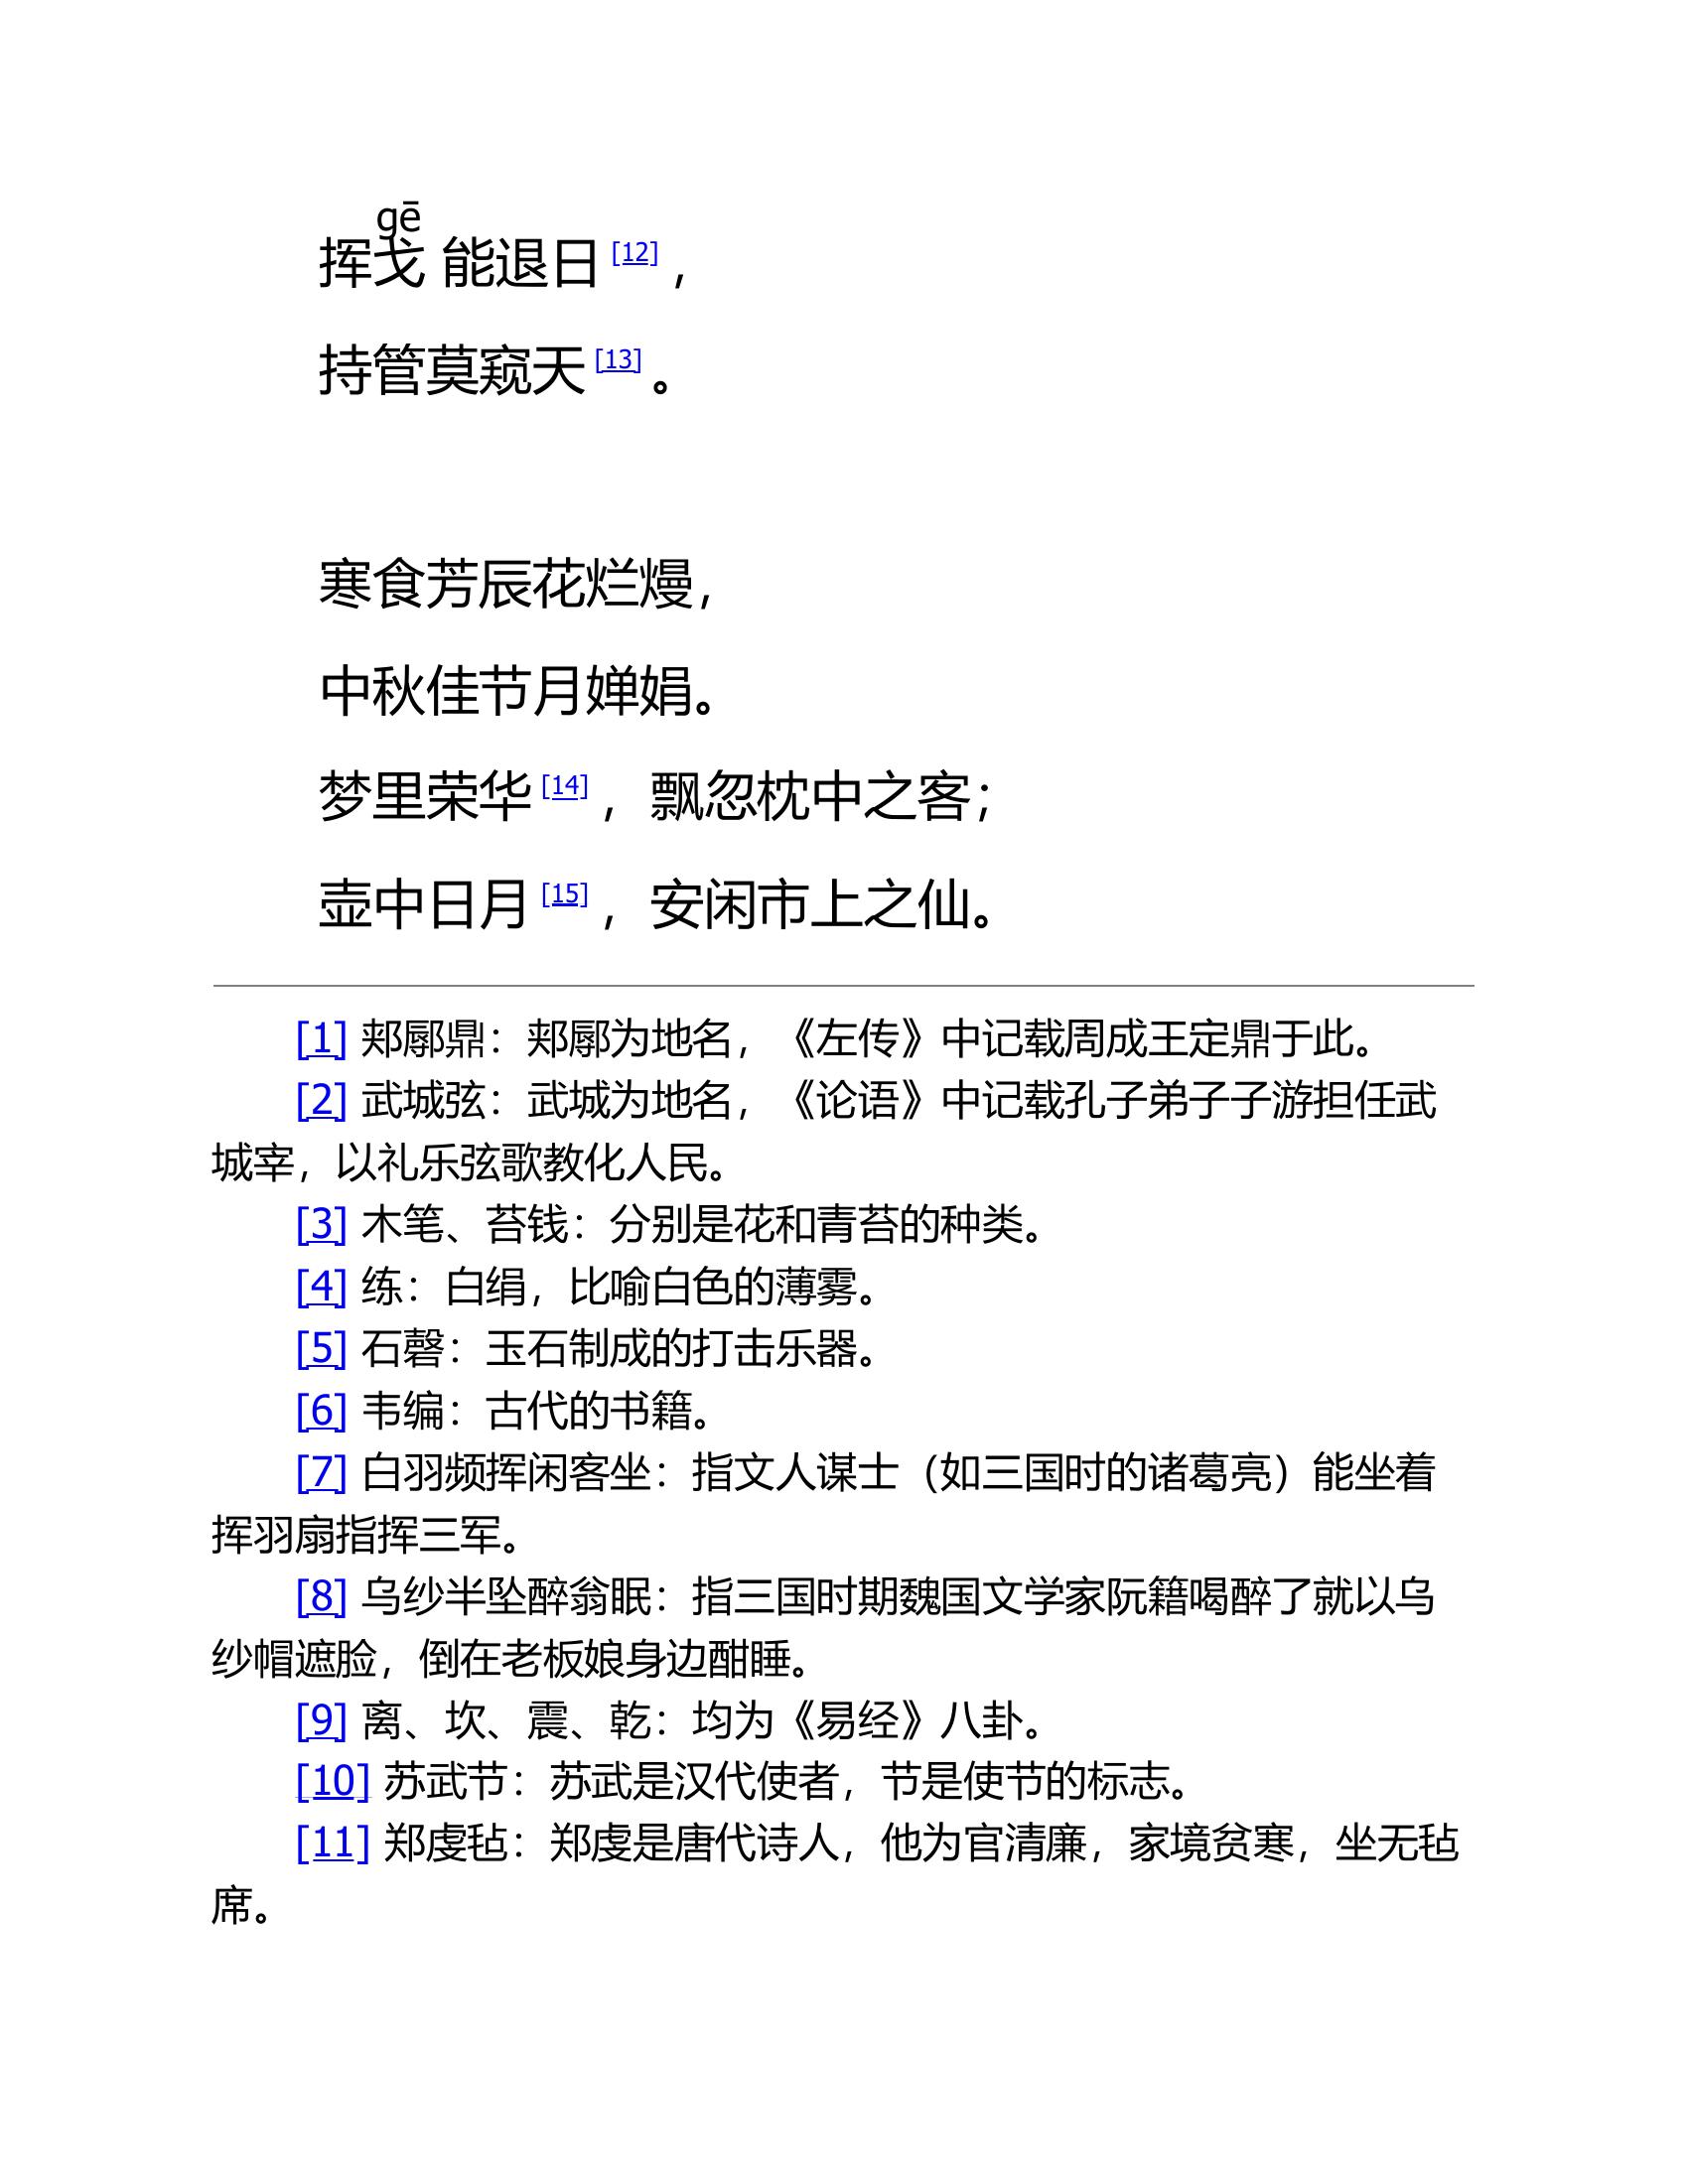 gē
挥戈 能退日[12]，
持管莫窥天[13]。
寒食芳辰花烂熳，
中秋佳节月婵娟。
梦里荣华[14]，飘忽枕中之客；
壶中日月[15]，安闲市上之仙。
[1] 郏鄏鼎：郏鄏为地名，《左传》中记载周成王定鼎于此。
[2] 武城弦：武城为地名，《论语》中记载孔子弟子子游担任武
城宰，以礼乐弦歌教化人民。
[3] 木笔、苔钱：分别是花和青苔的种类。
[4] 练：白绢，比喻白色的薄雾。
[5] 石磬：玉石制成的打击乐器。
[6] 韦编：古代的书籍。
[7] 白羽频挥闲客坐：指文人谋士（如三国时的诸葛亮）能坐着
挥羽扇指挥三军。
[8] 乌纱半坠醉翁眠：指三国时期魏国文学家阮籍喝醉了就以乌
纱帽遮脸，倒在老板娘身边酣睡。
[9] 离、坎、震、乾：均为《易经》八卦。
[10] 苏武节：苏武是汉代使者，节是使节的标志。
[11] 郑虔毡：郑虔是唐代诗人，他为官清廉，家境贫寒，坐无毡
席。